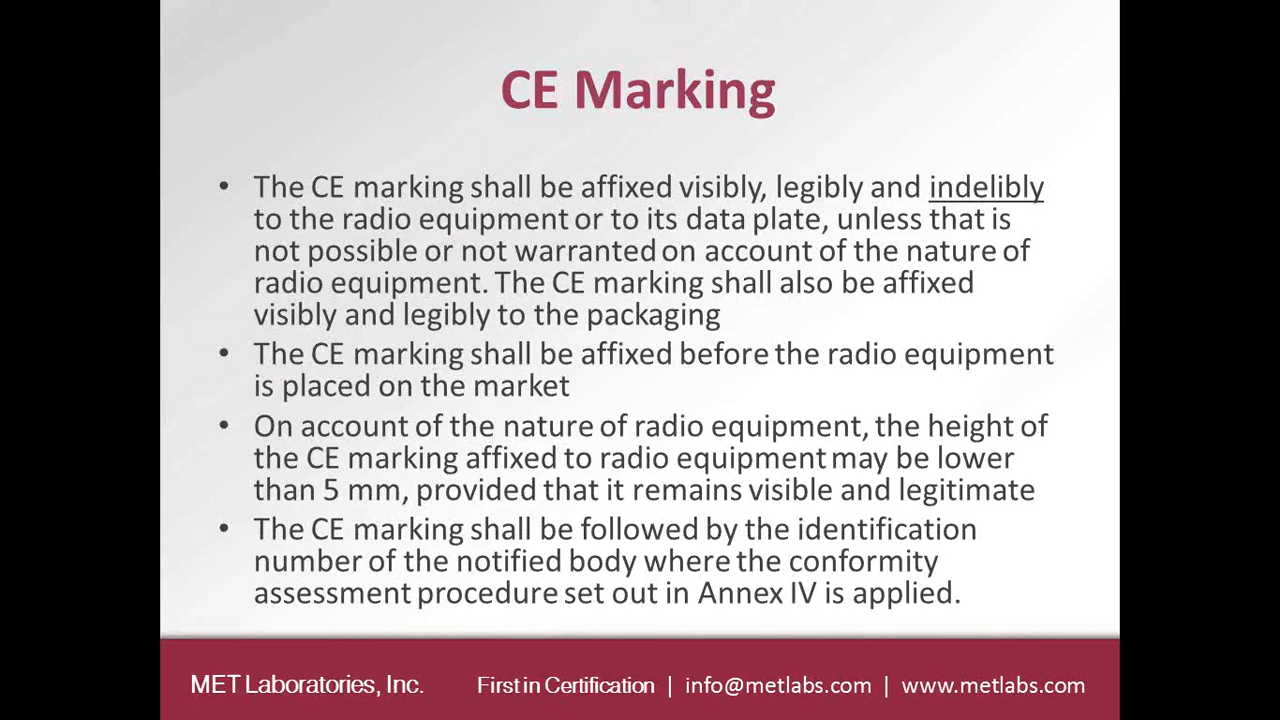 CE Marking
• The CE marking shall be affixed visibly, legibly and indelibly
to the radio equipment or to its data plate, unless that is
not possible or not warranted on account of the nature of
radio equipment. The CE marking shall also be affixed
visibly and legibly to the packaging
• The CE marking shall be affixed before the radio equipment
is placed on the market
• On account of the nature of radio equipment, the height of
the CE marking affixed to radio equipment may be lower
than 5 mm, provided that it remains visible and legitimate
• The CE marking shall be followed by the identification
number of the notified body where the conformity
assessment procedure set out in Annex IV is applied.
MET Laboratories, Inc. First in Certification | info@metlabs.com | www.metlabs.com